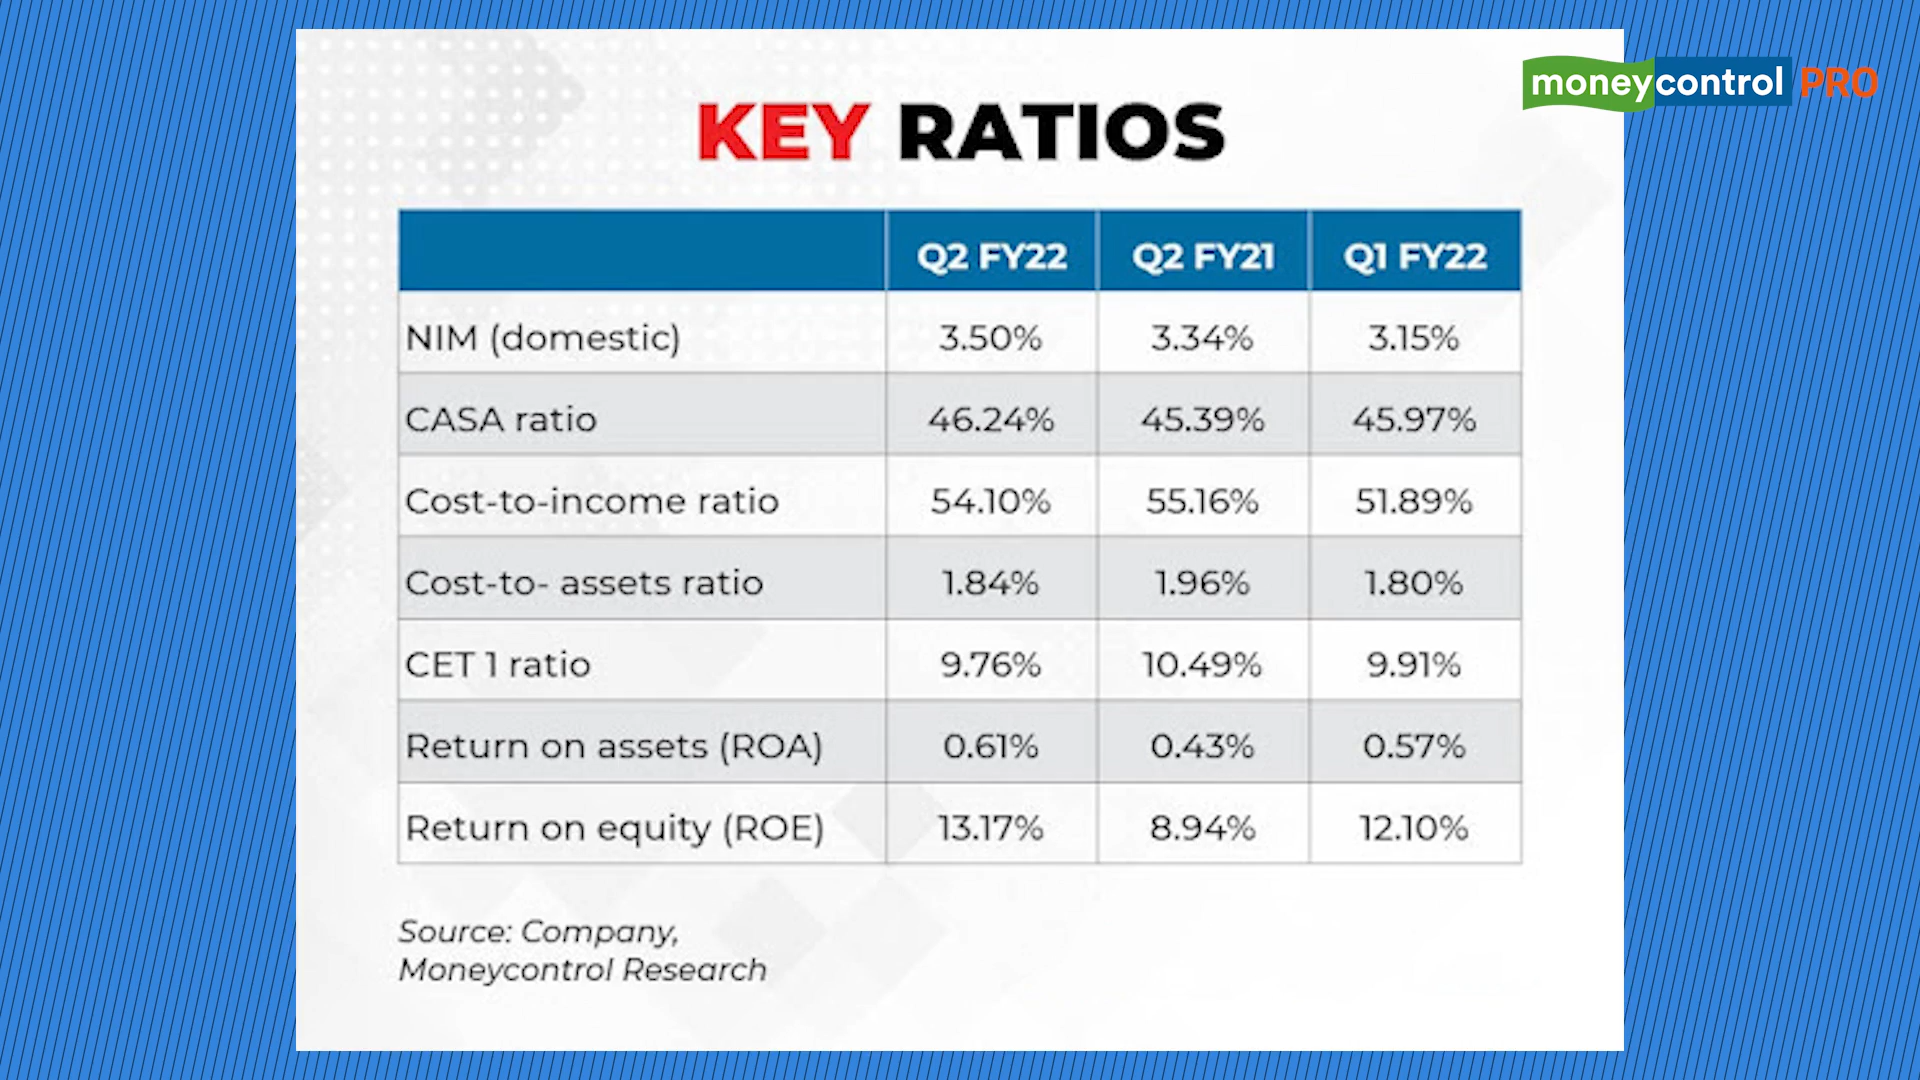 moneycontrol PRO
KEY RATIOS
Q2 FY22 Q2 FY21 Q1 FY22
NIM (domestic) 3.50% 3.34% 3.15%
CASA ratio 46.24% 45.39% 45.97%
Cost-to-income ratio 54.10% 55.16% 51.89%
Cost-to- assets ratio 1.84% 1.96% 1.80%
CET 1 ratio 9.76% 10.49% 9.91%
Return on assets (ROA) 0.61% 0.43% 0.57%
Return on equity (ROE) 13.17% 8.94% 12.10%
Source: Company,
Moneycontrol Research